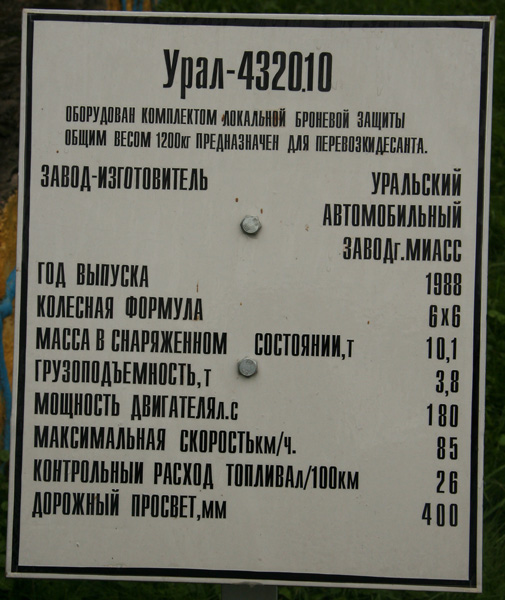 Урал-4320.10
ОБОРУДОВАН КОМПЛЕКТОМ ЛОКАЛЬНОЙ БРОНЕВОЙ ЗАЩИТЫ
ОБЩИМ ВЕСОМ 1200кг ПРЕДНАЗНАЧЕН ДЛЯ ПЕРЕВОЗКИДЕСАНТА.
ЗАВОД-ИЗГОТОВИТЕЛЬ УРАЛЬСКИЙ
АВТОМОБИЛЬНЫЙ
ЗАВОДг.МИАСС
ГОД ВЫПУСКА 1988
КОЛЕСНАЯ ФОРМУЛА 6х6
МАССА В СНАРЯЖЕННОМ СОСТОЯНИИ,т 10,1
ГРУЗОПОДЪЕМНОСТЬ,т 3,8
МОЩНОСТЬ ДВИГАТЕЛЯл.с 180
МАКСИМАЛЬНАЯ СКОРОСТЬкм/ч. 85
КОНТРОЛЬНЫЙ РАСХОД ТОПЛИВАл/100км 26
ДОРОЖНЫЙ ПРОСВЕТ,мм 400